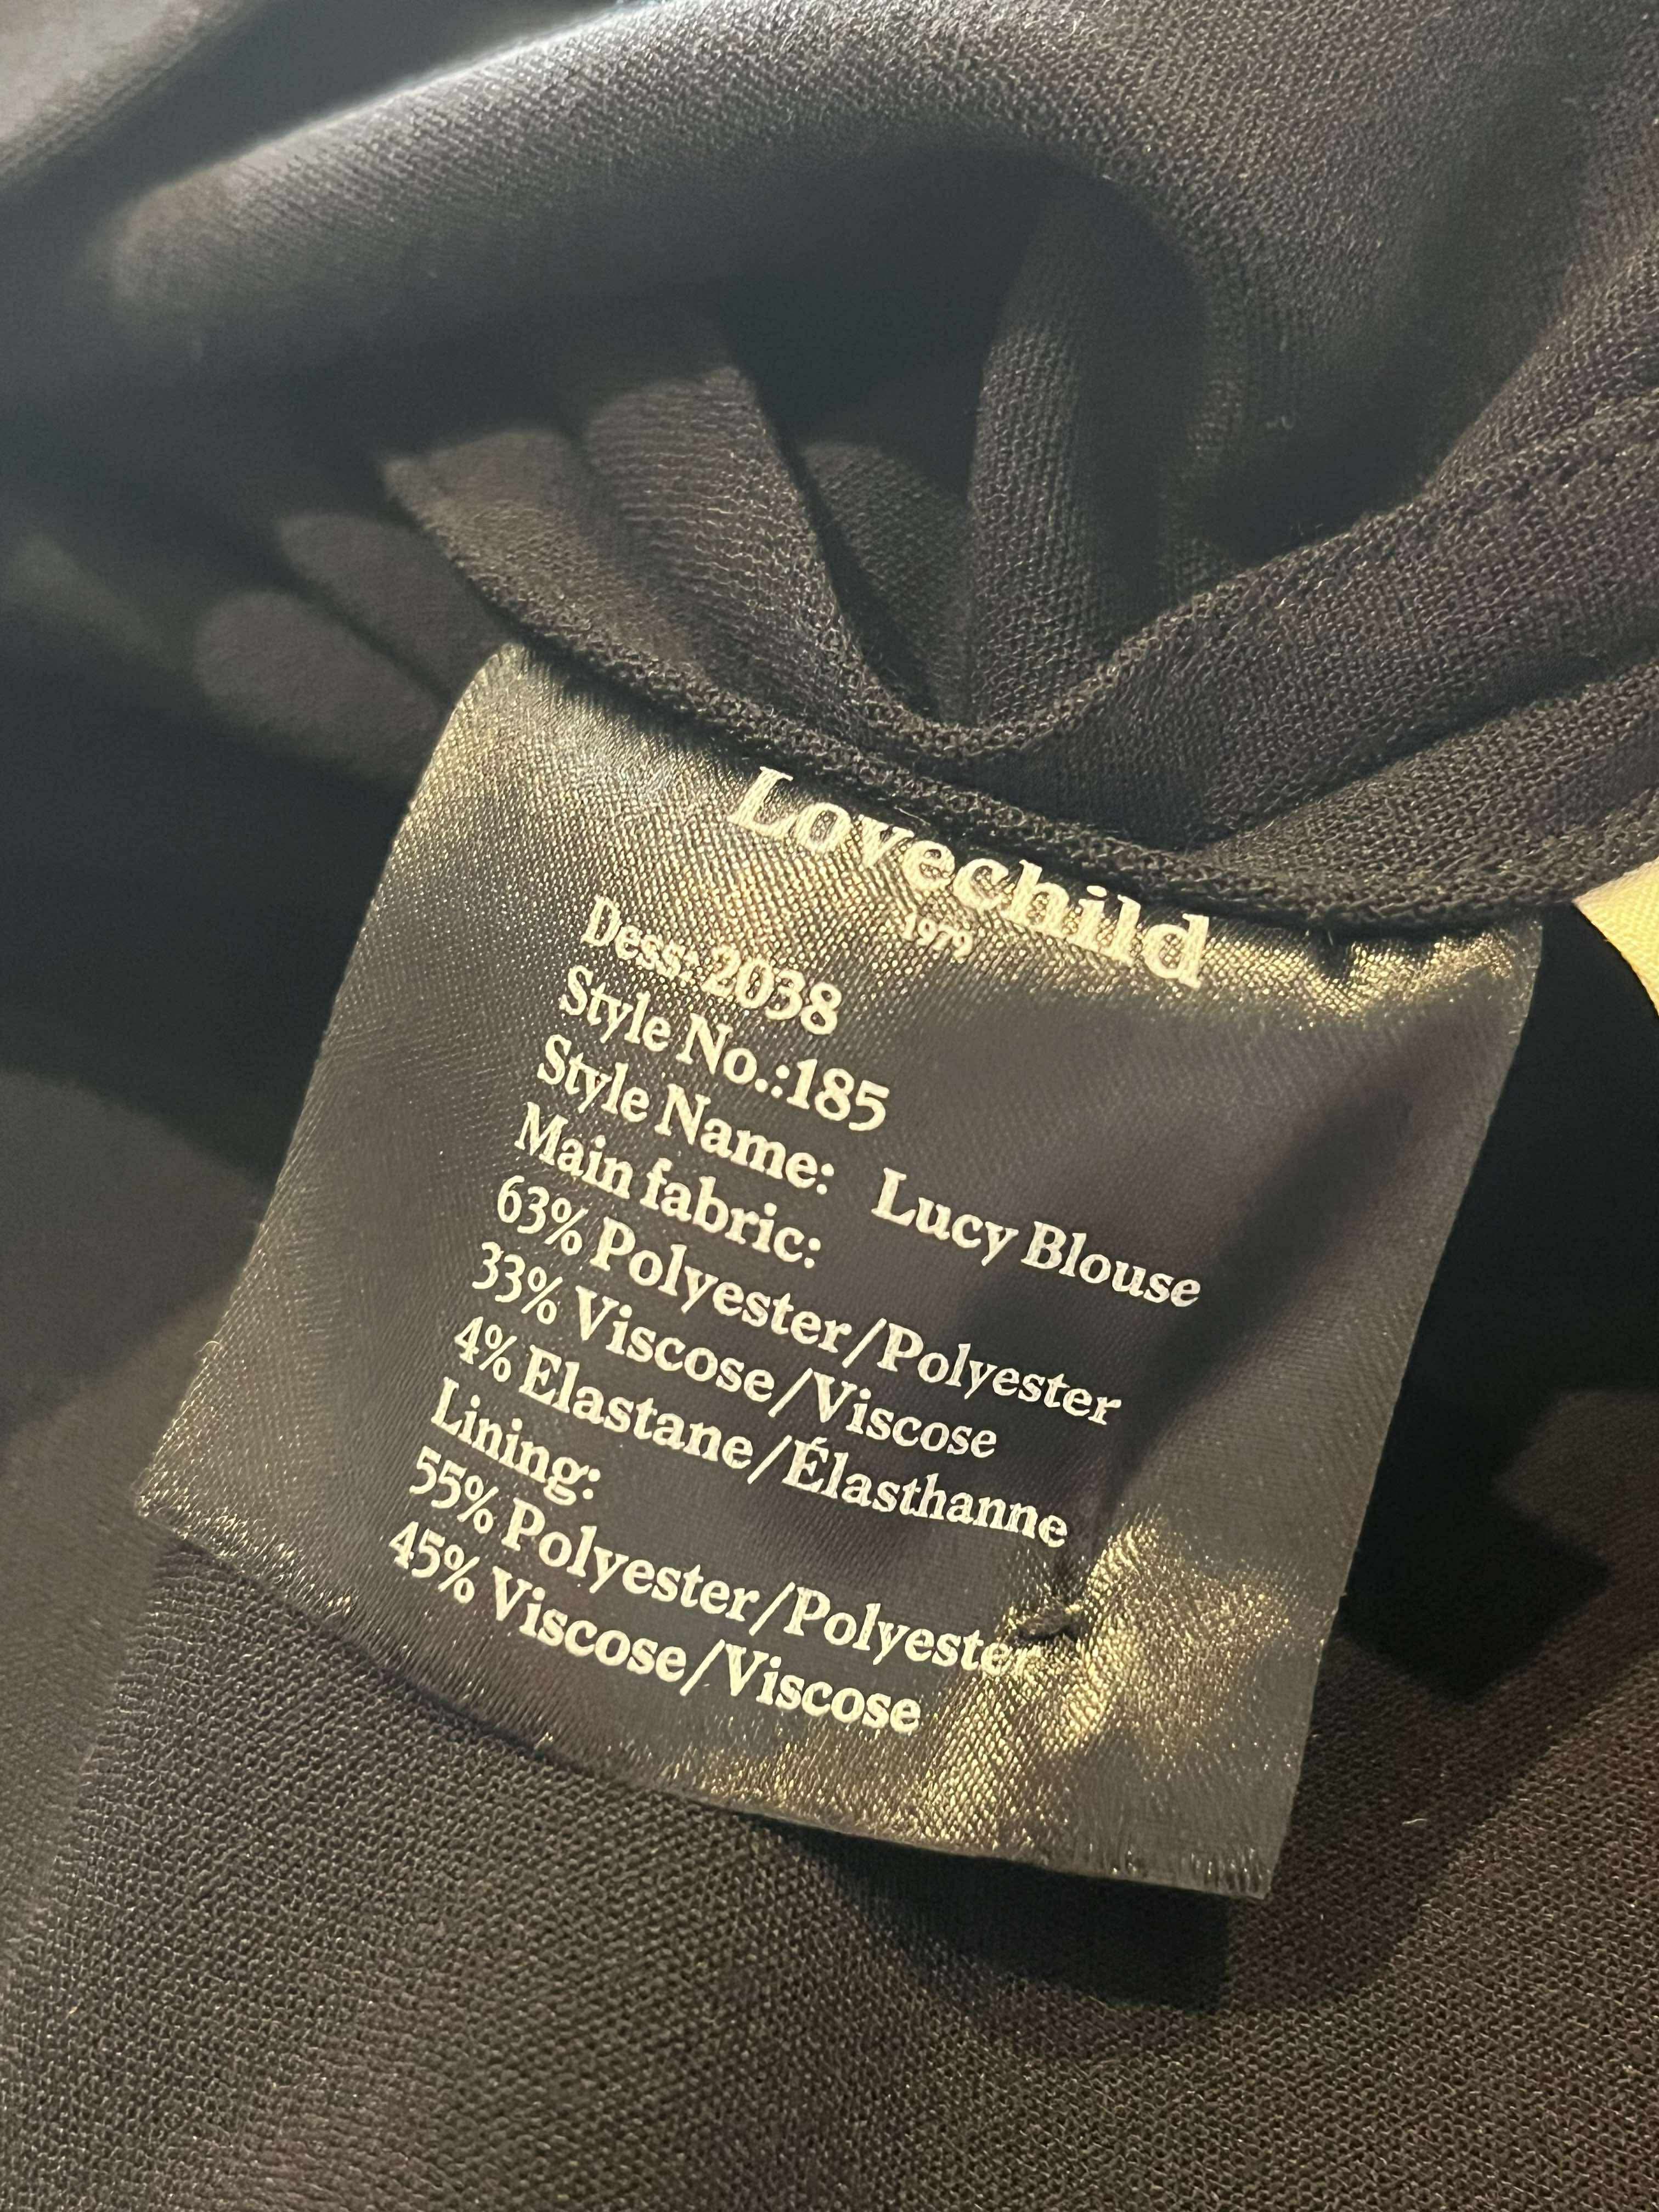 Lovechild
1979
Dess: 2038
Style No.:185
Style Name: Lucy Blouse
Main fabric:
63% Polyester/Polyester
33% Viscose/Viscose
4% Elastane/Élasthanne
Lining:
55% Polyester/Polyester
45% Viscose/Viscose